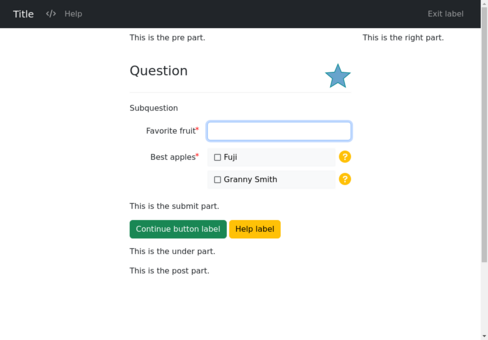 Title </> Help Exit label
This is the pre part. This is the right part.
Question
Subquestion
Favorite fruit*
Best apples* Fuji ?
Granny Smith ?
This is the submit part.
Continue button label Help label
This is the under part.
This is the post part.